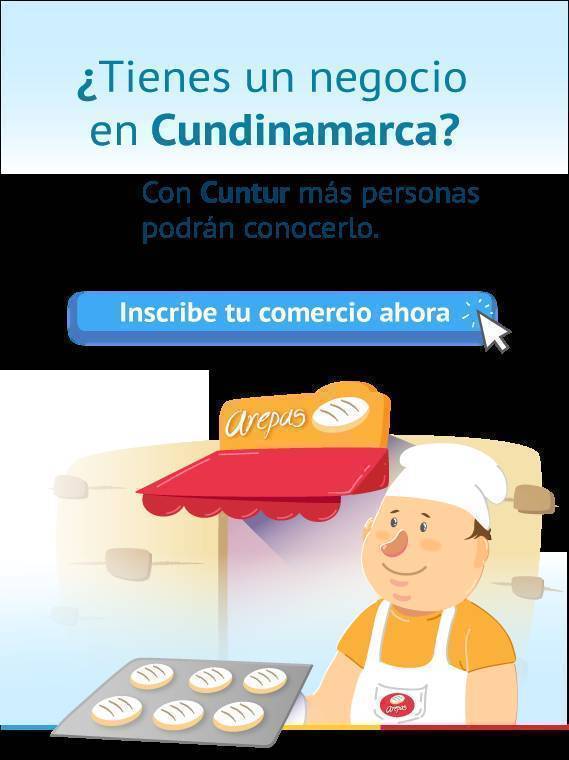 ¿Tienes un negocio
en Cundinamarca?
Con Cuntur más personas
podrán conocerlo.
Inscribe tu comercio ahora
arepas
arepas